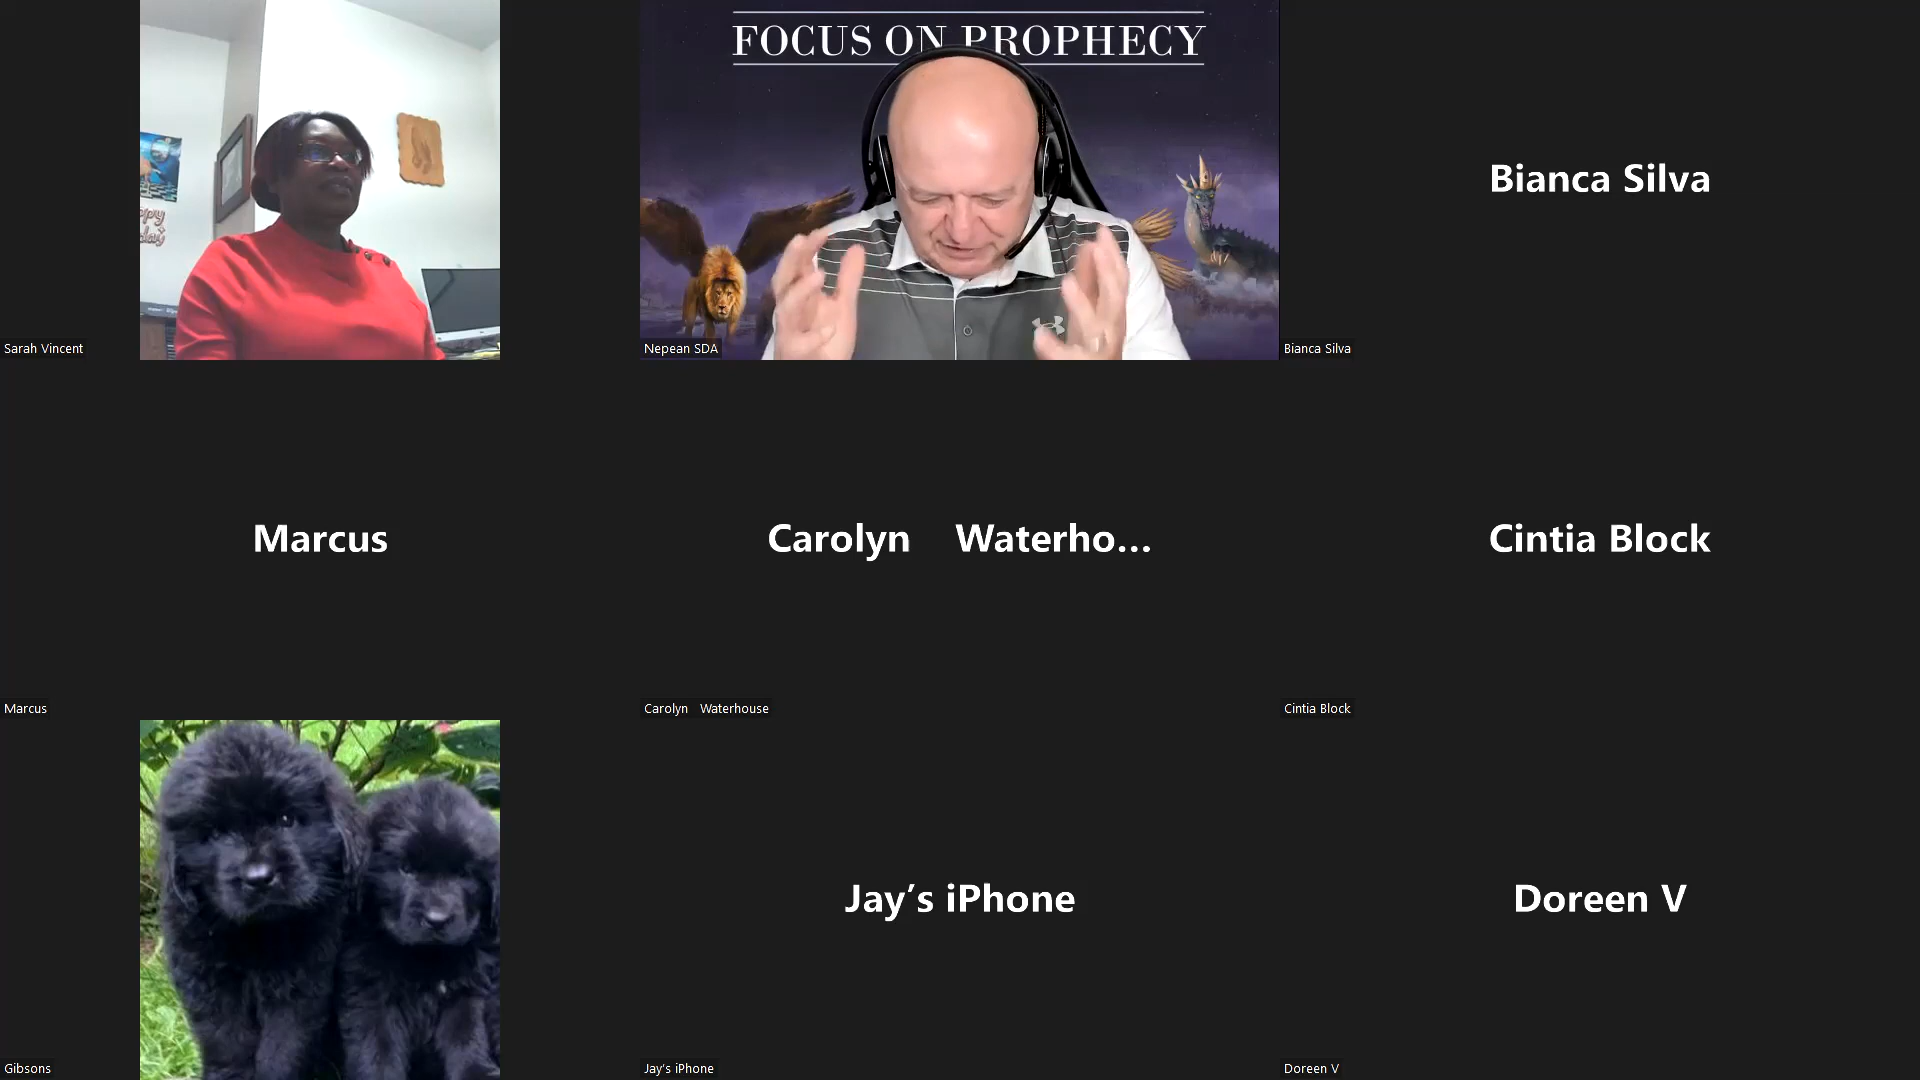 FOCUS ON PROPHECY
Sarah Vincent
Nepean SDA
Bianca Silva
Bianca Silva
Marcus
Carolyn Waterho...
Cintia Block
Marcus
Carolyn Waterhouse
Cintia Block
Jay’s iPhone
Doreen V
Gibsons
Jay’s iPhone
Doreen V